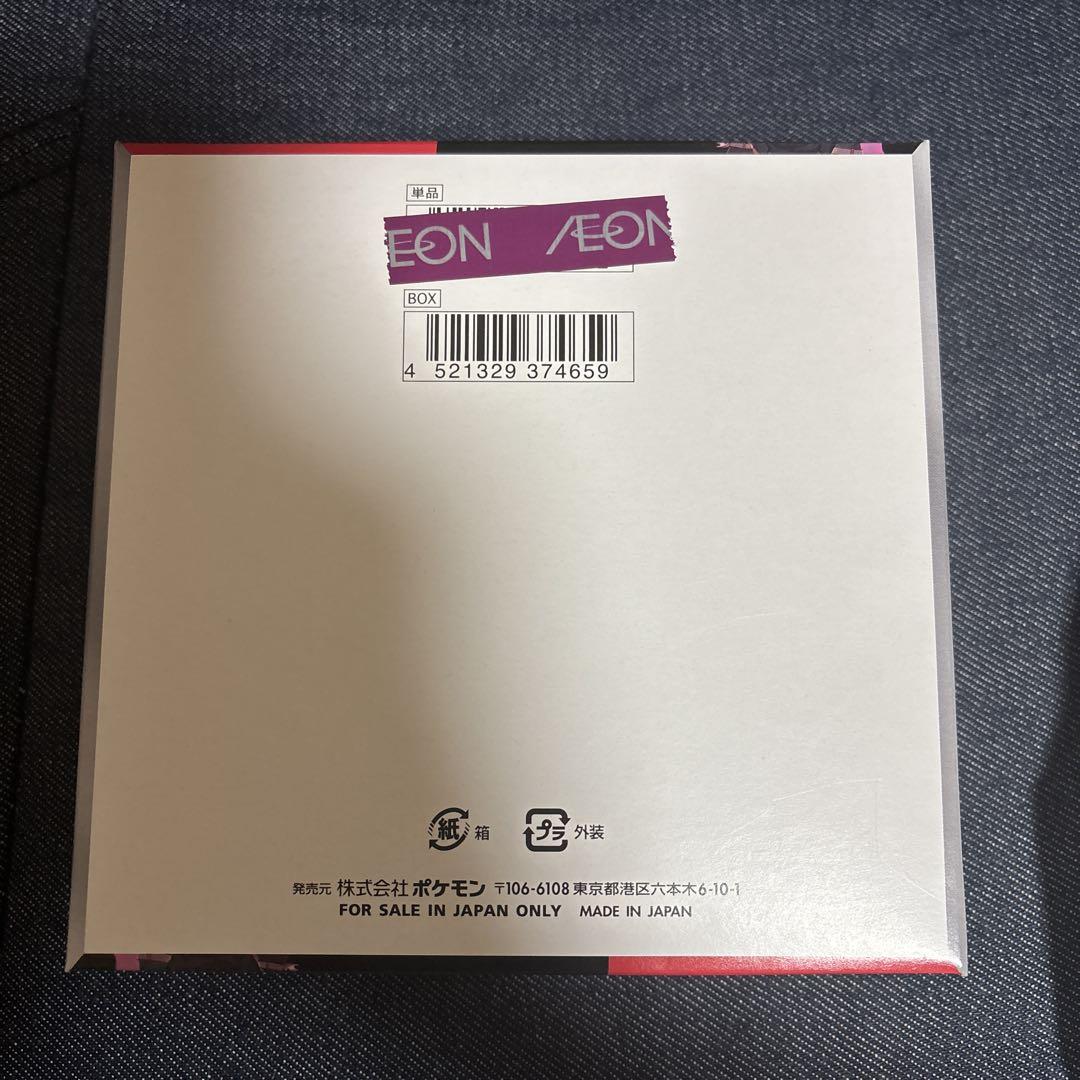 単品
EON ÆON
BOX
4 521329 374659
紙 箱 プラ 外装
発売元 株式会社ポケモン 〒106-6108 東京都港区六本木6-10-1
FOR SALE IN JAPAN ONLY MADE IN JAPAN